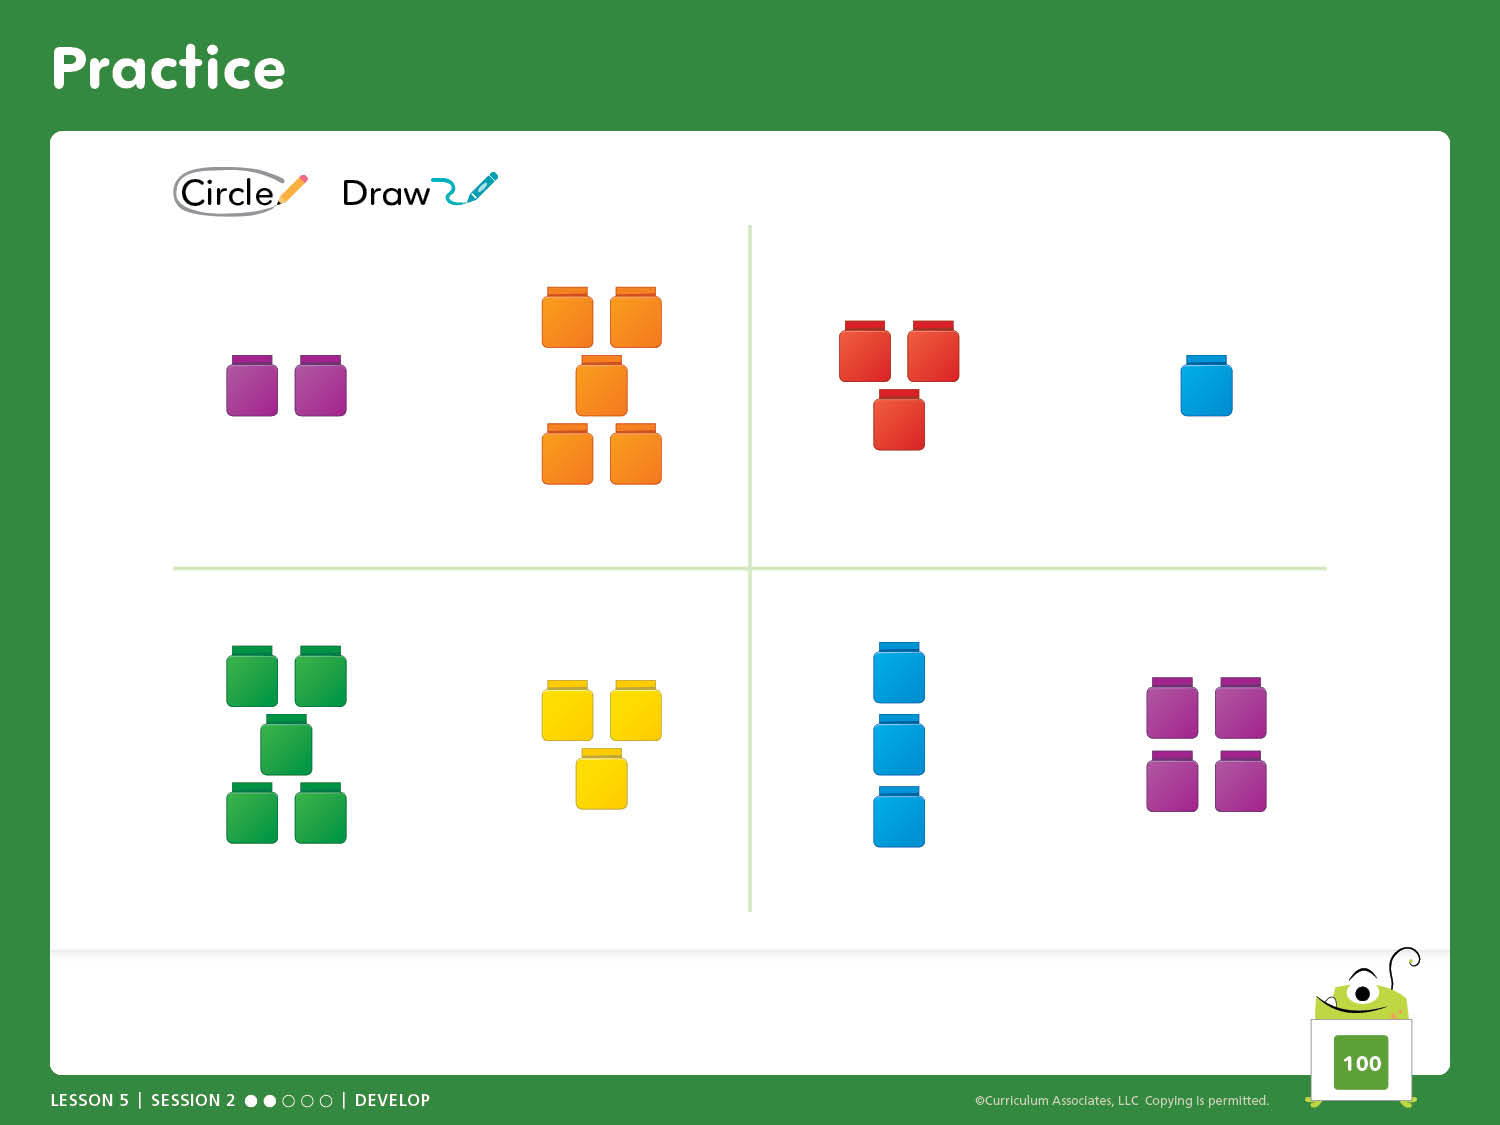 Practice
Circle Draw
100
LESSON 5 | SESSION 2 ●●○○○ | DEVELOP
©Curriculum Associates, LLC Copying is permitted.